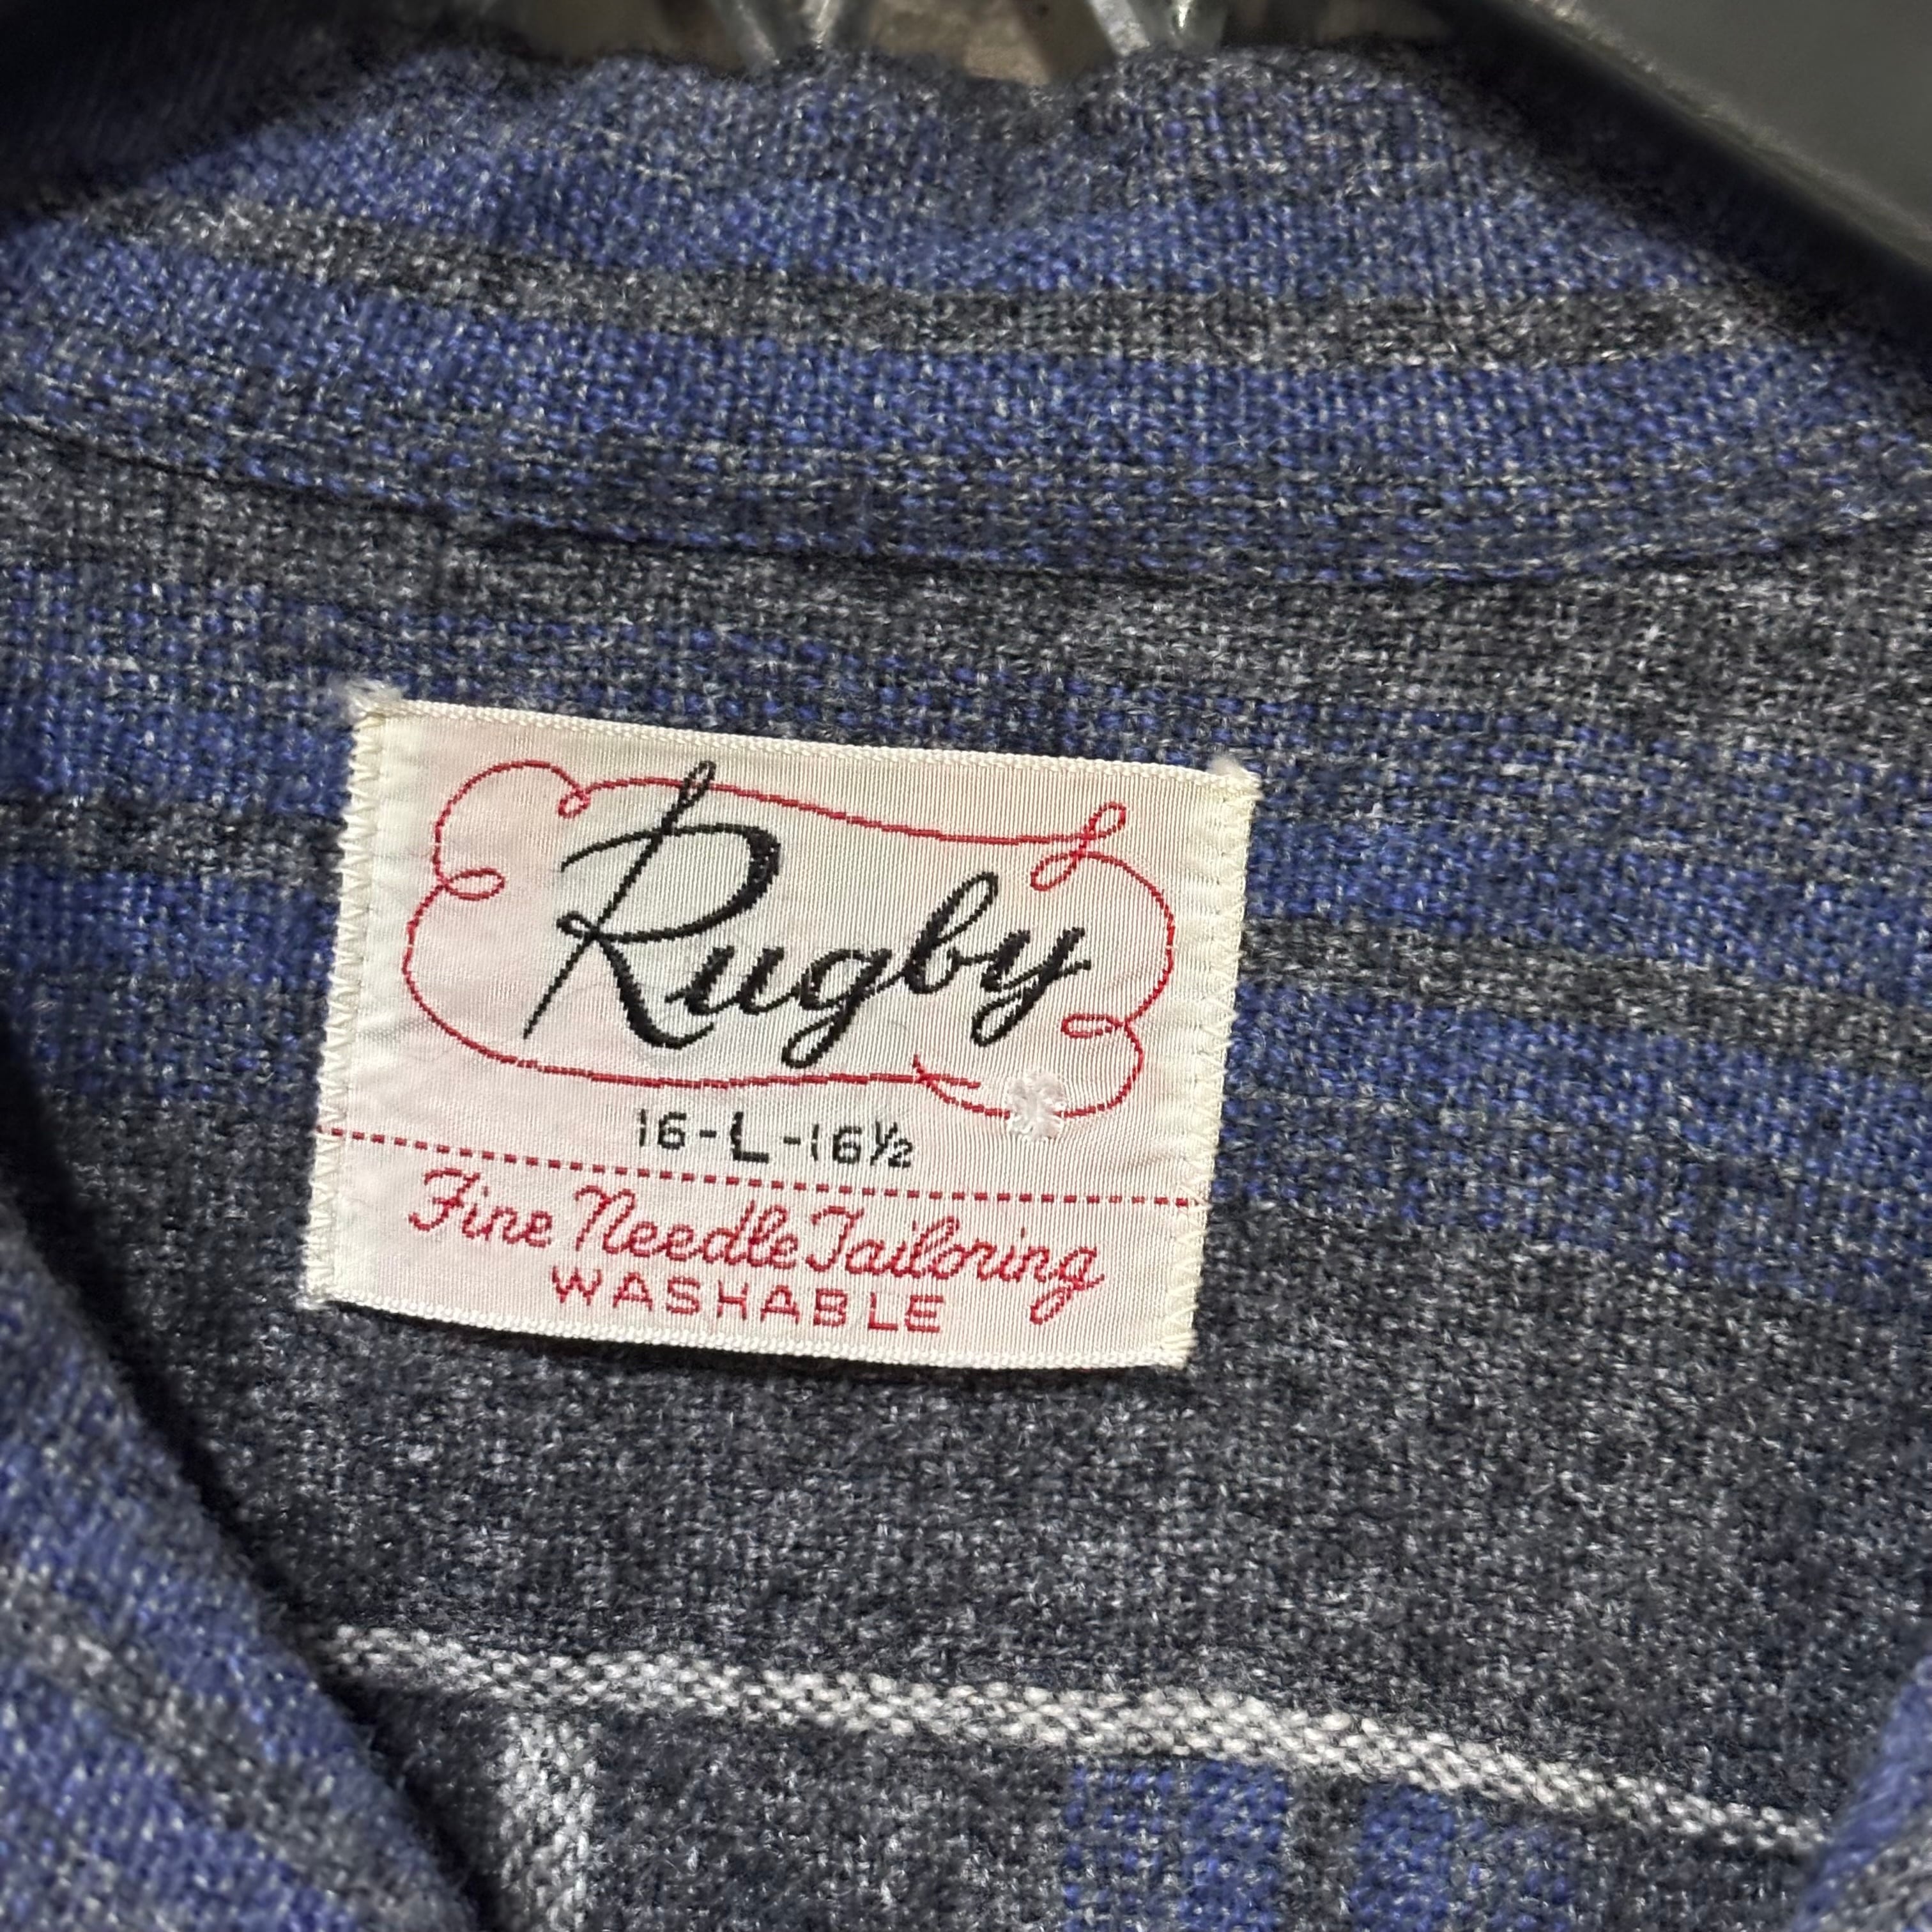 Rugby
16-L-16½
Fine Needle Tailoring
WASHABLE